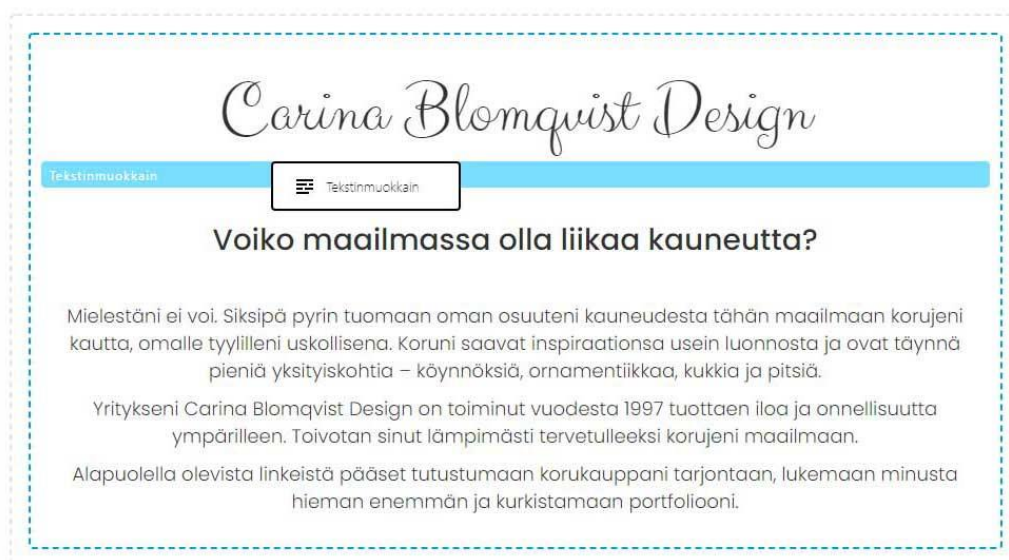 Carina Blomqvist Design
Tekstinmuokkain
Tekstinmuokkain
Voiko maailmassa olla liikaa kauneutta?
Mielestäni ei voi. Siksipä pyrin tuomaan oman osuuteni kauneudesta tähän maailmaan korujeni
kautta, omalle tyylilleni uskollisena. Koruni saavat inspiraationsa usein luonnosta ja ovat täynnä
pieniä yksityiskohtia – köynnöksiä, ornamentiikkaa, kukkia ja pitsiä.
Yritykseni Carina Blomqvist Design on toiminut vuodesta 1997 tuottaen iloa ja onnellisuutta
ympärilleen. Toivotan sinut lämpimästi tervetulleeksi korujeni maailmaan.
Alapuolella olevista linkeistä pääset tutustumaan korukauppani tarjontaan, lukemaan minusta
hieman enemmän ja kurkistamaan portfoliooni.